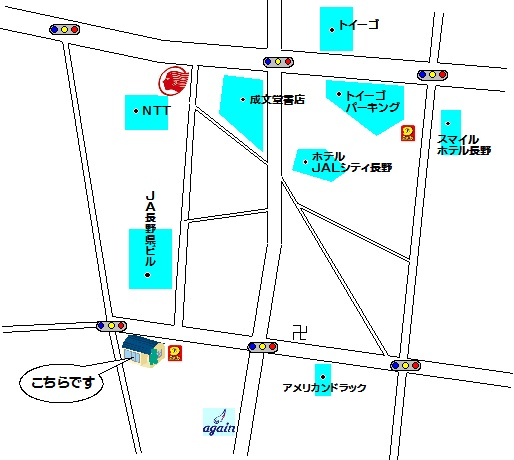 トイーゴ
成文堂書店
トイーゴ
パーキング
NTT
スマイル
ホテル長野
ホテル
JALシティ長野
JA長野県ビル
卍
こちらです
アメリカンドラック
again